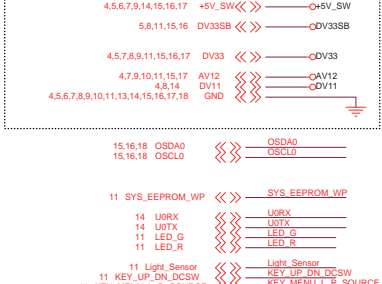 4,5,6,7,9,14,15,16,17 +5V_SW +5V_SW
5,8,11,15,16 DV33SB DV33SB
4,5,7,8,9,11,15,16,17 DV33 DV33
4,7,9,10,11,15,17 AV12 AV12
4,8,14 DV11 DV11
4,5,6,7,8,9,10,11,13,14,15,16,17,18 GND
15,16,18 OSDA0 OSDA0
15,16,18 OSCL0 OSCL0
11 SYS_EEPROM_WP SYS_EEPROM_WP
14 U0RX U0RX
14 U0TX U0TX
11 LED_G LED_G
11 LED_R LED_R
11 Light_Sensor Light_Sensor
11 KEY_UP_DN_DCSW KEY_UP_DN_DCSW
KEY_MENU_L_R_SOURCE